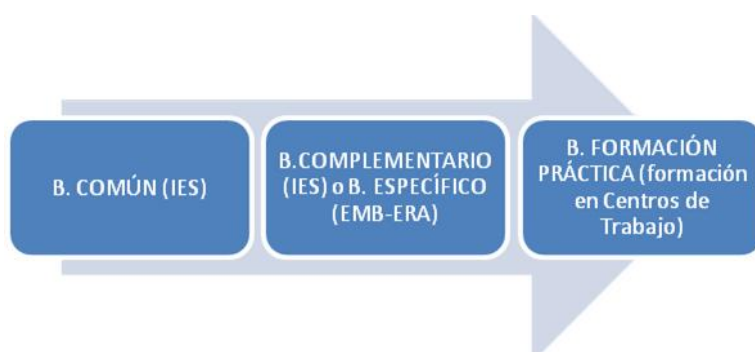 B. COMÚN (IES)
B.COMPLEMENTARIO
(IES) o B. ESPECÍFICO
(EMB-ERA)
B. FORMACIÓN
PRÁCTICA (formación
en Centros de
Trabajo)